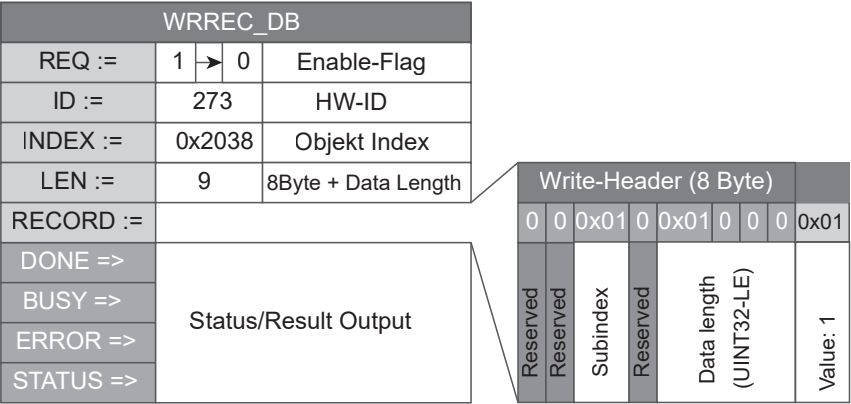 WRREC_DB
REQ := 1 0 Enable-Flag
ID := 273 HW-ID
INDEX := 0x2038 Objekt Index
LEN := 9 8Byte + Data Length
RECORD :=
DONE =>
BUSY =>
ERROR =>
STATUS =>
Status/Result Output
Write-Header (8 Byte)
0 0 0x01 0 0x01 0 0 0 0x01
Reserved
Reserved
Subindex
Reserved
Data length
(UINT32-LE)
Value: 1